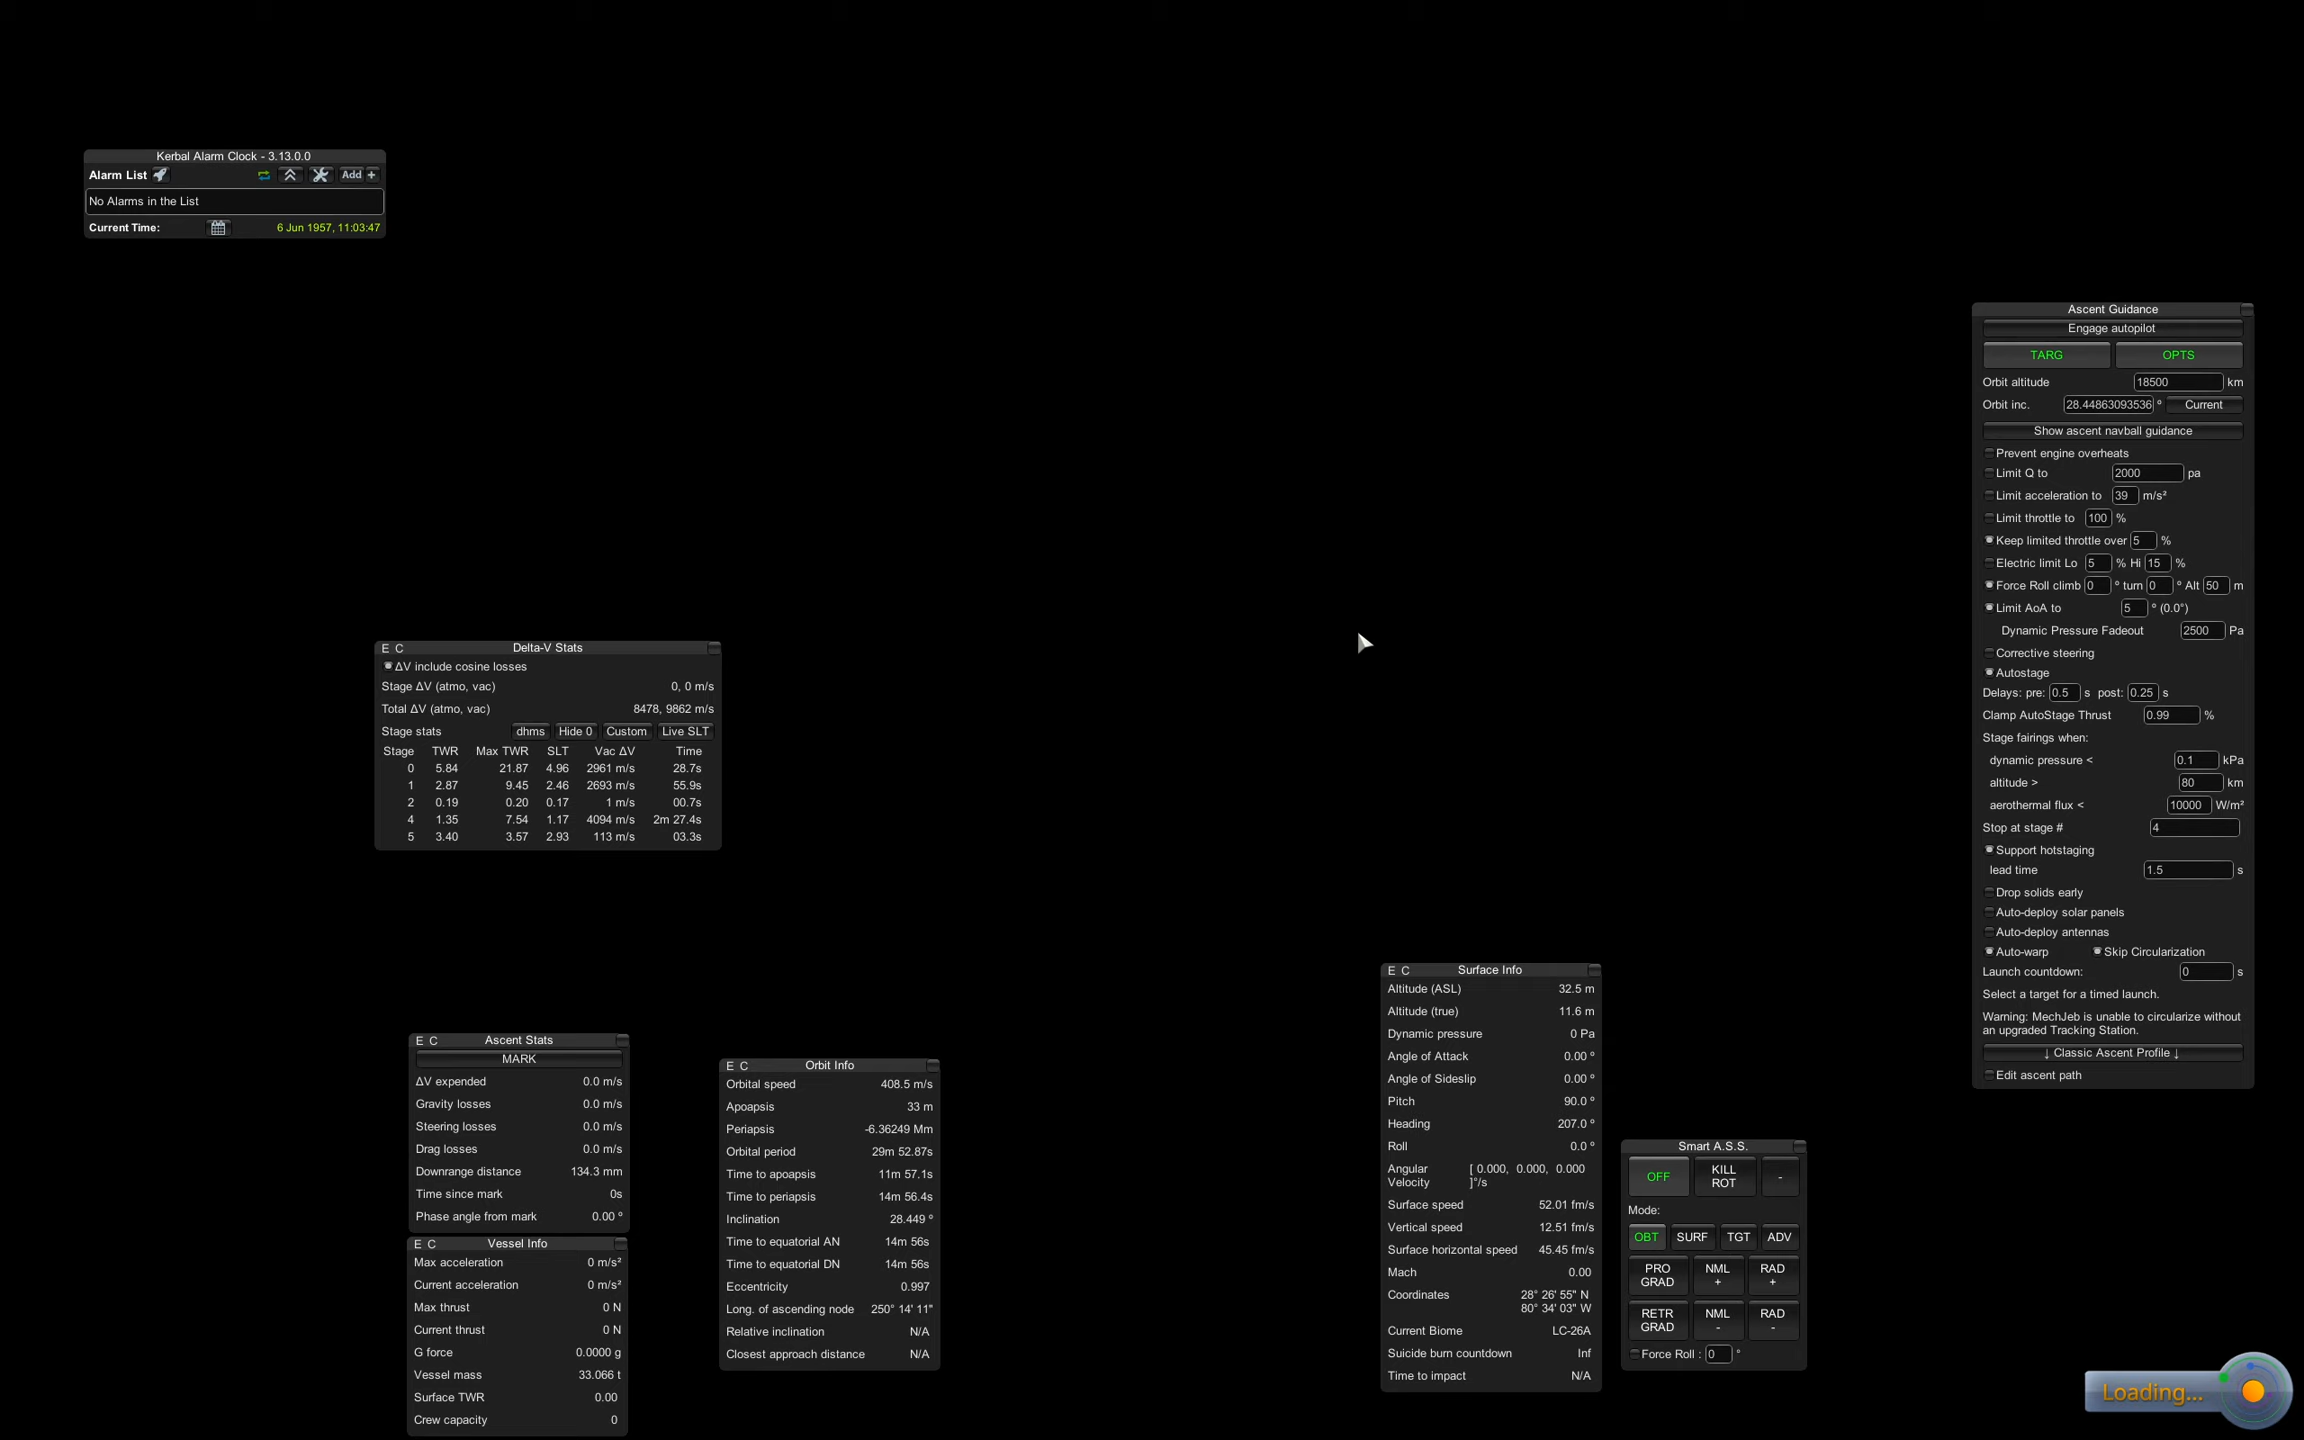 Kerbal Alarm Clock - 3.13.0.0
Alarm List Add +
No Alarms in the List
Current Time: 6 Jun 1957, 11:03:47
Ascent Guidance
Engage autopilot
TARG OPTS
Orbit altitude 18500 km
Orbit inc. 28.44863093536 º Current
Show ascent navball guidance
Prevent engine overheats
Limit Q to 2000 pa
Limit acceleration to 39 m/s²
Limit throttle to 100 %
Keep limited throttle over 5 %
Electric limit Lo 5 % Hi 15 %
Force Roll climb 0 º turn 0 º Alt 50 m
Limit AoA to 5 º (0.0°)
Dynamic Pressure Fadeout 2500 Pa
Corrective steering
Autostage
Delays: pre: 0.5 s post: 0.25 s
Clamp AutoStage Thrust 0.99 %
Stage fairings when:
dynamic pressure < 0.1 kPa
altitude > 80 km
aerothermal flux < 10000 W/m²
Stop at stage # 4
Support hotstaging
lead time 1.5 s
Drop solids early
Auto-deploy solar panels
Auto-deploy antennas
Auto-warp Skip Circularization
Launch countdown: 0 s
Select a target for a timed launch.
Warning: MechJeb is unable to circularize without
an upgraded Tracking Station.
↓ Classic Ascent Profile ↓
Edit ascent path
E C Delta-V Stats
ΔV include cosine losses
Stage ΔV (atmo, vac) 0, 0 m/s
Total ΔV (atmo, vac) 8478, 9862 m/s
Stage stats dhms Hide 0 Custom Live SLT
Stage TWR Max TWR SLT Vac ΔV Time
0 5.84 21.87 4.96 2961 m/s 28.7s
1 2.87 9.45 2.46 2693 m/s 55.9s
2 0.19 0.20 0.17 1 m/s 00.7s
4 1.35 7.54 1.17 4094 m/s 2m 27.4s
5 3.40 3.57 2.93 113 m/s 03.3s
E C Ascent Stats
MARK
ΔV expended 0.0 m/s
Gravity losses 0.0 m/s
Steering losses 0.0 m/s
Drag losses 0.0 m/s
Downrange distance 134.3 mm
Time since mark 0s
Phase angle from mark 0.00 º
E C Vessel Info
Max acceleration 0 m/s²
Current acceleration 0 m/s²
Max thrust 0 N
Current thrust 0 N
G force 0.0000 g
Vessel mass 33.066 t
Surface TWR 0.00
Crew capacity 0
E C Orbit Info
Orbital speed 408.5 m/s
Apoapsis 33 m
Periapsis -6.36249 Mm
Orbital period 29m 52.87s
Time to apoapsis 11m 57.1s
Time to periapsis 14m 56.4s
Inclination 28.449 º
Time to equatorial AN 14m 56s
Time to equatorial DN 14m 56s
Eccentricity 0.997
Long. of ascending node 250° 14' 11"
Relative inclination N/A
Closest approach distance N/A
E C Surface Info
Altitude (ASL) 32.5 m
Altitude (true) 11.6 m
Dynamic pressure 0 Pa
Angle of Attack 0.00 º
Angle of Sideslip 0.00 º
Pitch 90.0 º
Heading 207.0 º
Roll 0.0 º
Angular [ 0.000, 0.000, 0.000
Velocity ]°/s
Surface speed 52.01 fm/s
Vertical speed 12.51 fm/s
Surface horizontal speed 45.45 fm/s
Mach 0.00
Coordinates 28° 26' 55" N
80° 34' 03" W
Current Biome LC-26A
Suicide burn countdown Inf
Time to impact N/A
Smart A.S.S.
OFF KILL ROT -
Mode:
OBT SURF TGT ADV
PRO GRAD NML + RAD +
RETR GRAD NML - RAD -
Force Roll : 0 °
Loading...